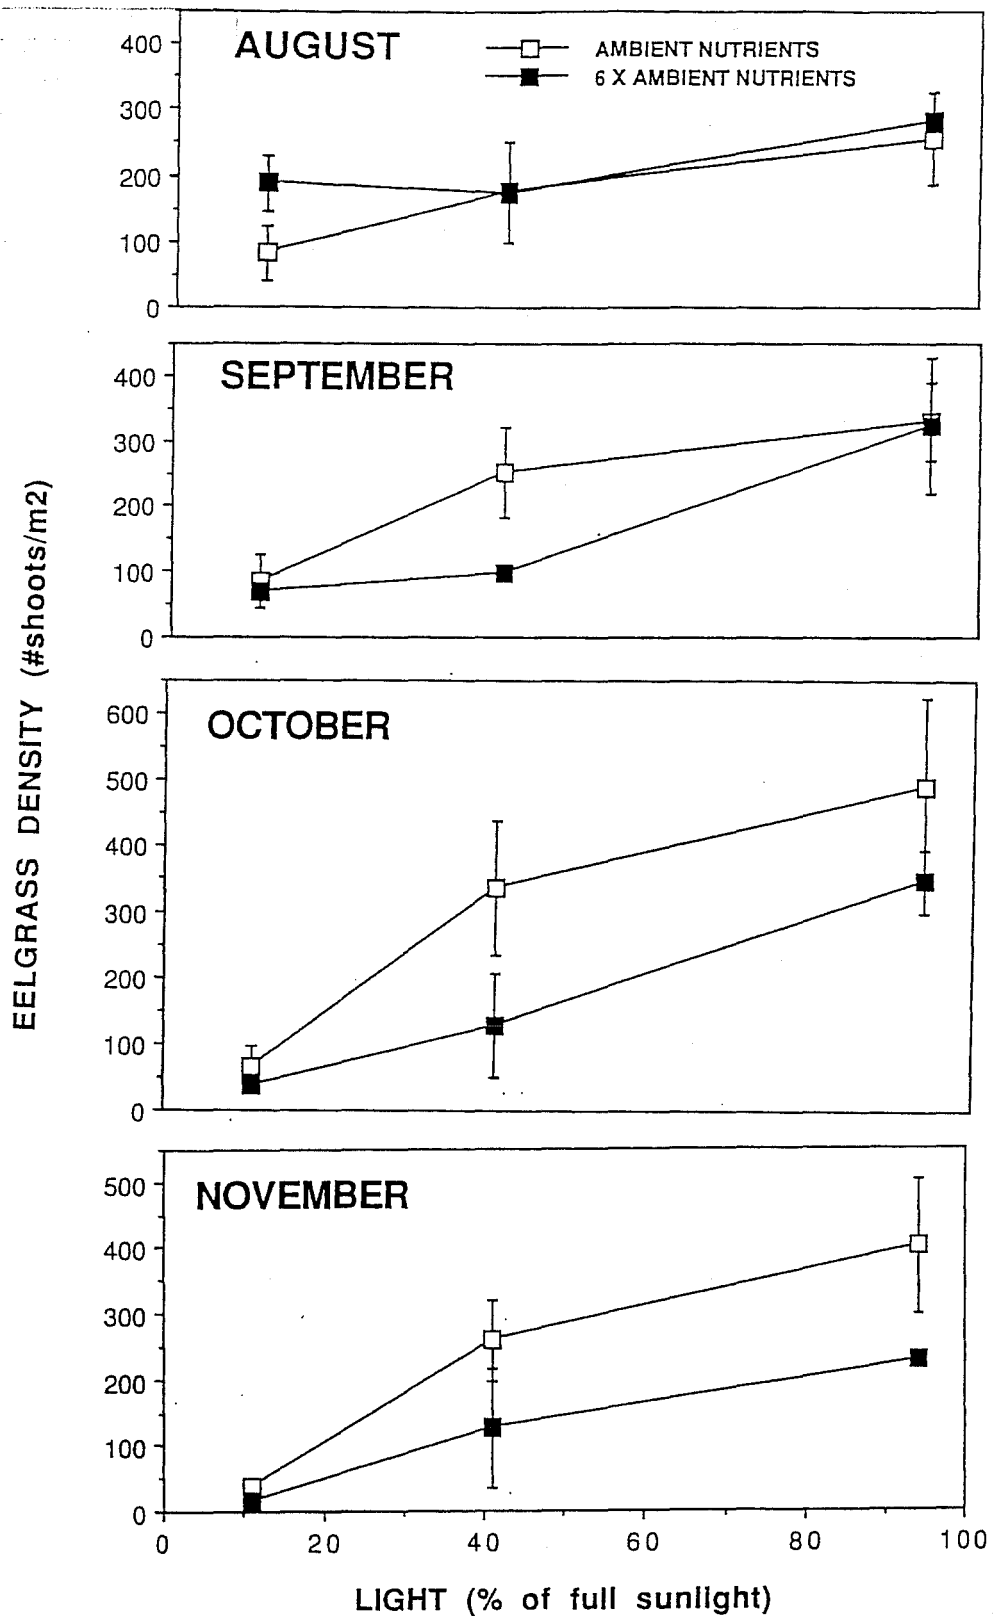 AUGUST
AMBIENT NUTRIENTS
6 X AMBIENT NUTRIENTS
400
300
200
100
0
SEPTEMBER
400
300
200
100
0
EELGRASS DENSITY (#shoots/m2)
OCTOBER
600
500
400
300
200
100
0
NOVEMBER
500
400
300
200
100
0
0 20 40 60 80 100
LIGHT (% of full sunlight)